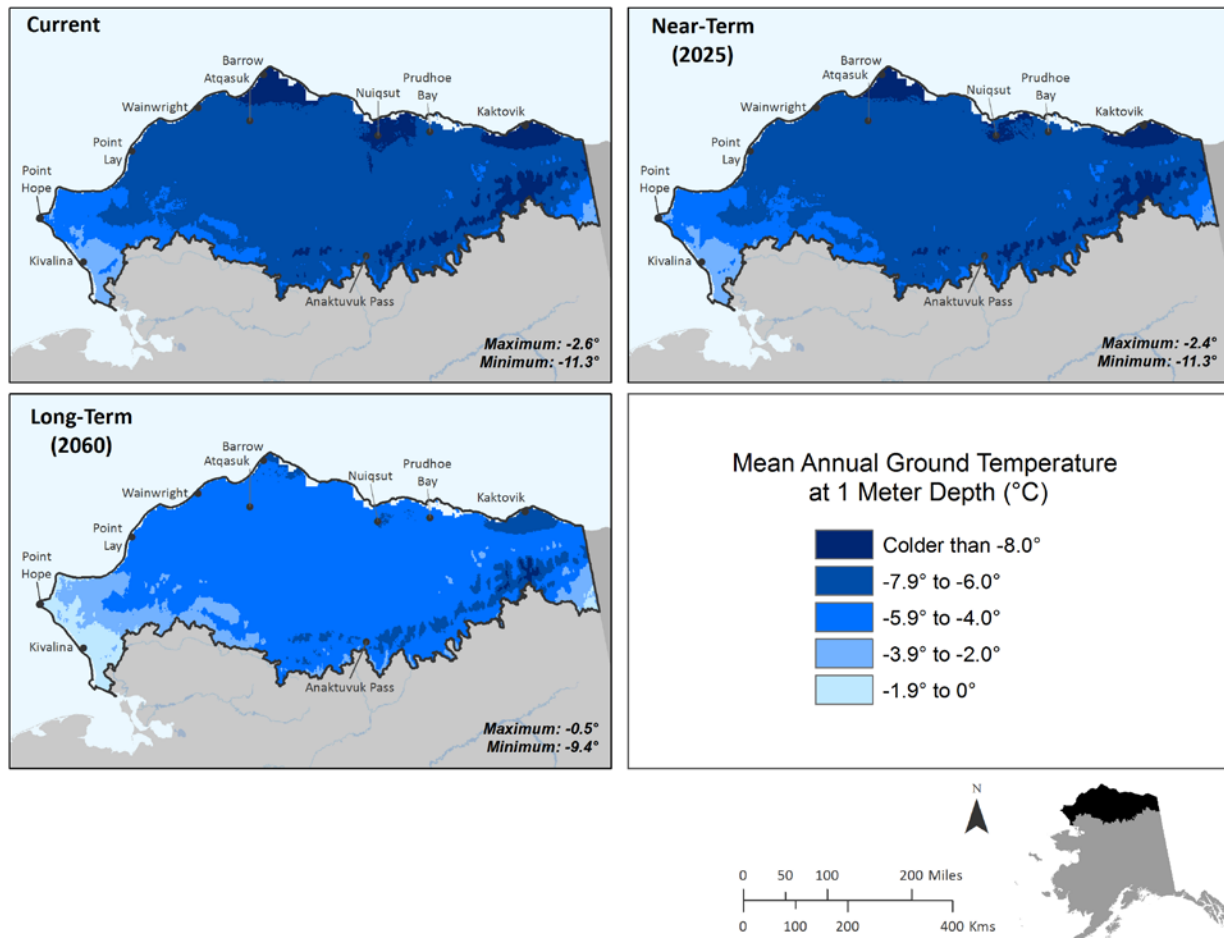 Current
Barrow
Atqasuk
Wainwright
Nuiqsut
Prudhoe
Bay
Kaktovik
Point
Lay
Point
Hope
Kivalina
Anaktuvuk Pass
Maximum: -2.6°
Minimum: -11.3°
Near-Term
(2025)
Barrow
Atqasuk
Wainwright
Nuiqsut
Prudhoe
Bay
Kaktovik
Point
Lay
Point
Hope
Kivalina
Anaktuvuk Pass
Maximum: -2.4°
Minimum: -11.3°
Long-Term
(2060)
Barrow
Atqasuk
Wainwright
Nuiqsut
Prudhoe
Bay
Kaktovik
Point
Lay
Point
Hope
Kivalina
Anaktuvuk Pass
Maximum: -0.5°
Minimum: -9.4°
Mean Annual Ground Temperature
at 1 Meter Depth (°C)
Colder than -8.0°
-7.9° to -6.0°
-5.9° to -4.0°
-3.9° to -2.0°
-1.9° to 0°
N
0 50 100 200 Miles
0 100 200 400 Kms